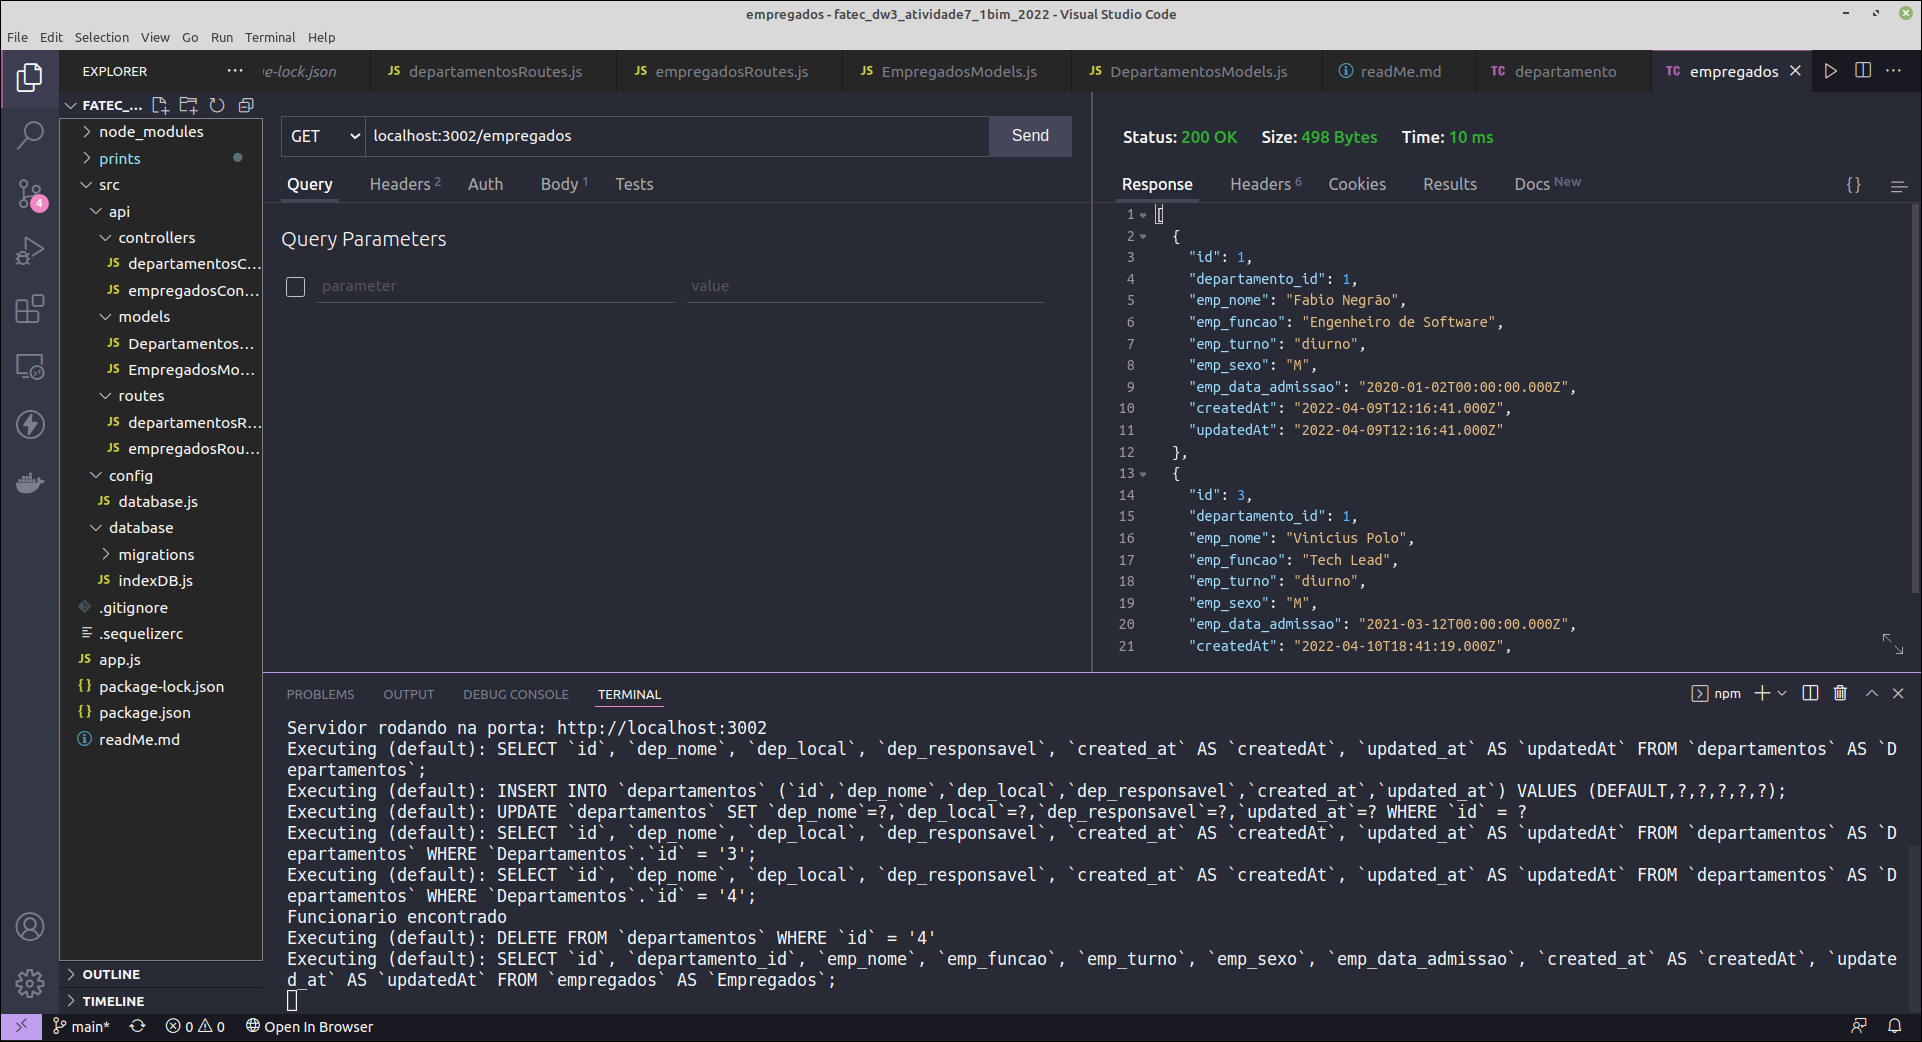 empregados - fatec_dw3_atividade7_1bim_2022 - Visual Studio Code
File Edit Selection View Go Run Terminal Help
EXPLORER
e-lock.json
JS departamentosRoutes.js
JS empregadosRoutes.js
JS EmpregadosModels.js
JS DepartamentosModels.js
readMe.md
TC departamento
TC empregados
FATEC_...
node_modules
prints
src
api
controllers
JS departamentosC...
JS empregadosCon...
models
JS Departamentos...
JS EmpregadosMo...
routes
JS departamentosR...
JS empregadosRou...
config
JS database.js
database
migrations
JS indexDB.js
.gitignore
.sequelizerc
JS app.js
{} package-lock.json
{} package.json
readMe.md
OUTLINE
TIMELINE
4
GET localhost:3002/empregados Send
Query Headers 2 Auth Body 1 Tests
Query Parameters
parameter value
Status: 200 OK Size: 498 Bytes Time: 10 ms
Response Headers 6 Cookies Results Docs New {}
1 [
2 {
3 "id": 1,
4 "departamento_id": 1,
5 "emp_nome": "Fabio Negrão",
6 "emp_funcao": "Engenheiro de Software",
7 "emp_turno": "diurno",
8 "emp_sexo": "M",
9 "emp_data_admissao": "2020-01-02T00:00:00.000Z",
10 "createdAt": "2022-04-09T12:16:41.000Z",
11 "updatedAt": "2022-04-09T12:16:41.000Z"
12 },
13 {
14 "id": 3,
15 "departamento_id": 1,
16 "emp_nome": "Vinicius Polo",
17 "emp_funcao": "Tech Lead",
18 "emp_turno": "diurno",
19 "emp_sexo": "M",
20 "emp_data_admissao": "2021-03-12T00:00:00.000Z",
21 "createdAt": "2022-04-10T18:41:19.000Z",
PROBLEMS OUTPUT DEBUG CONSOLE TERMINAL npm
Servidor rodando na porta: http://localhost:3002
Executing (default): SELECT `id`, `dep_nome`, `dep_local`, `dep_responsavel`, `created_at` AS `createdAt`, `updated_at` AS `updatedAt` FROM `departamentos` AS `D
epartamentos`;
Executing (default): INSERT INTO `departamentos` (`id`,`dep_nome`,`dep_local`,`dep_responsavel`,`created_at`,`updated_at`) VALUES (DEFAULT,?,?,?,?,?);
Executing (default): UPDATE `departamentos` SET `dep_nome`=?,`dep_local`=?,`dep_responsavel`=?,`updated_at`=? WHERE `id` = ?
Executing (default): SELECT `id`, `dep_nome`, `dep_local`, `dep_responsavel`, `created_at` AS `createdAt`, `updated_at` AS `updatedAt` FROM `departamentos` AS `D
epartamentos` WHERE `Departamentos`.`id` = '3';
Executing (default): SELECT `id`, `dep_nome`, `dep_local`, `dep_responsavel`, `created_at` AS `createdAt`, `updated_at` AS `updatedAt` FROM `departamentos` AS `D
epartamentos` WHERE `Departamentos`.`id` = '4';
Funcionario encontrado
Executing (default): DELETE FROM `departamentos` WHERE `id` = '4'
Executing (default): SELECT `id`, `departamento_id`, `emp_nome`, `emp_funcao`, `emp_turno`, `emp_sexo`, `emp_data_admissao`, `created_at` AS `createdAt`, `update
d_at` AS `updatedAt` FROM `empregados` AS `Empregados`;
main* 0 0 Open In Browser